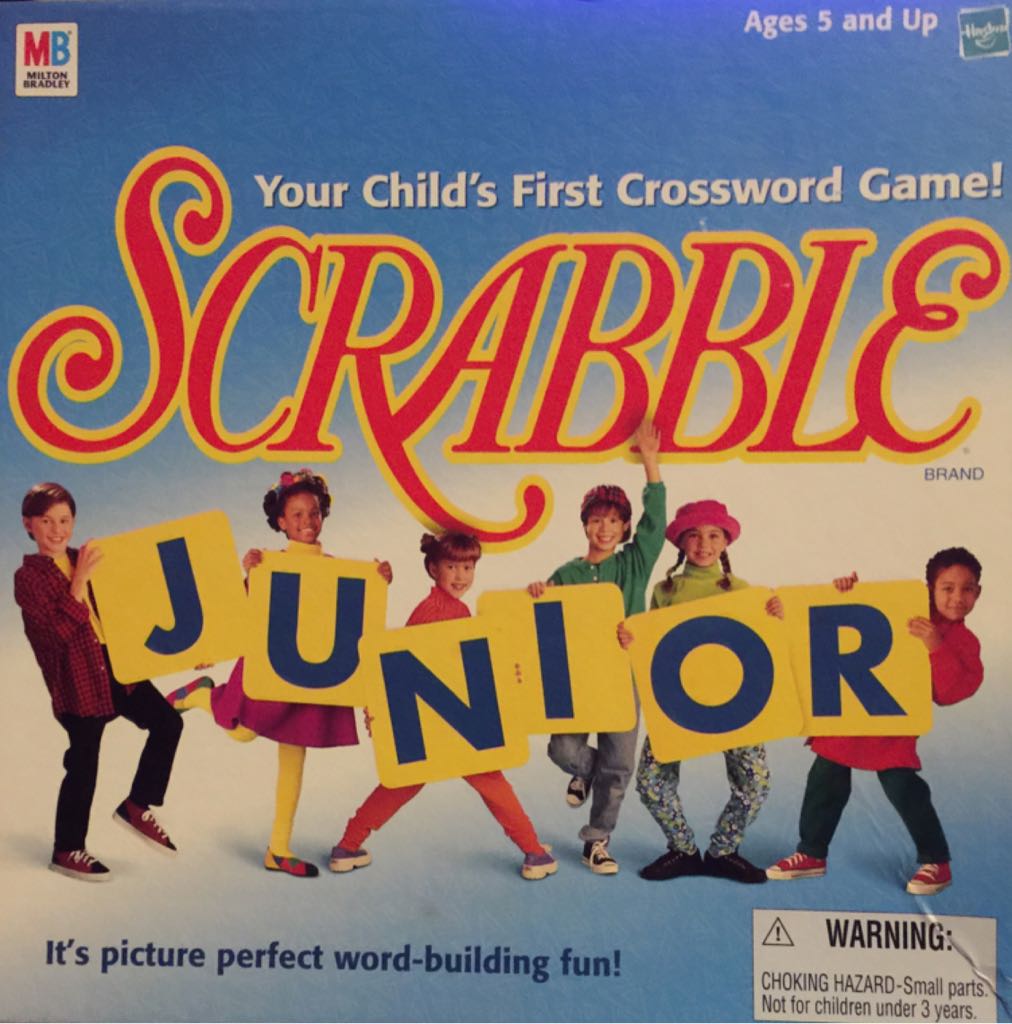 MB
MILTON
BRADLEY
Ages 5 and Up
Hasbro
Your Child's First Crossword Game!
SCRABBLE
BRAND
JUNIOR
It's picture perfect word-building fun!
WARNING:
CHOKING HAZARD-Small parts.
Not for children under 3 years.